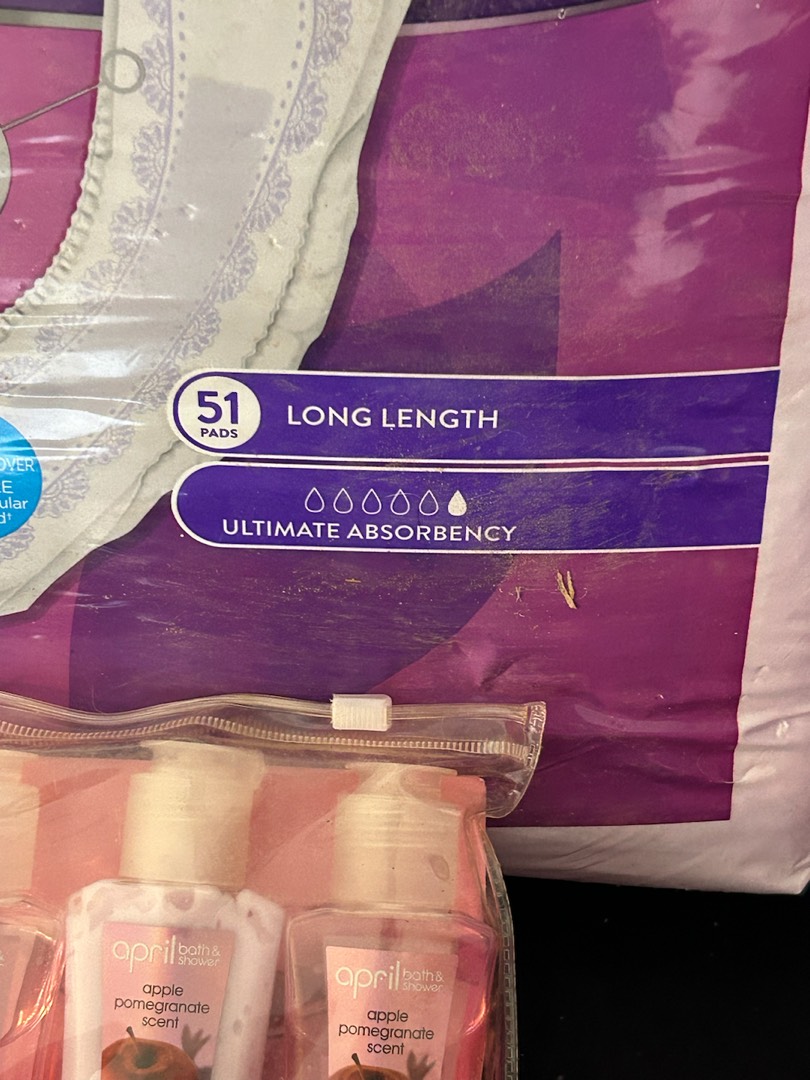 51
PADS
LONG LENGTH
ULTIMATE ABSORBENCY
april bath &
shower
apple
pomegranate
scent
april bath &
shower
apple
pomegranate
scent